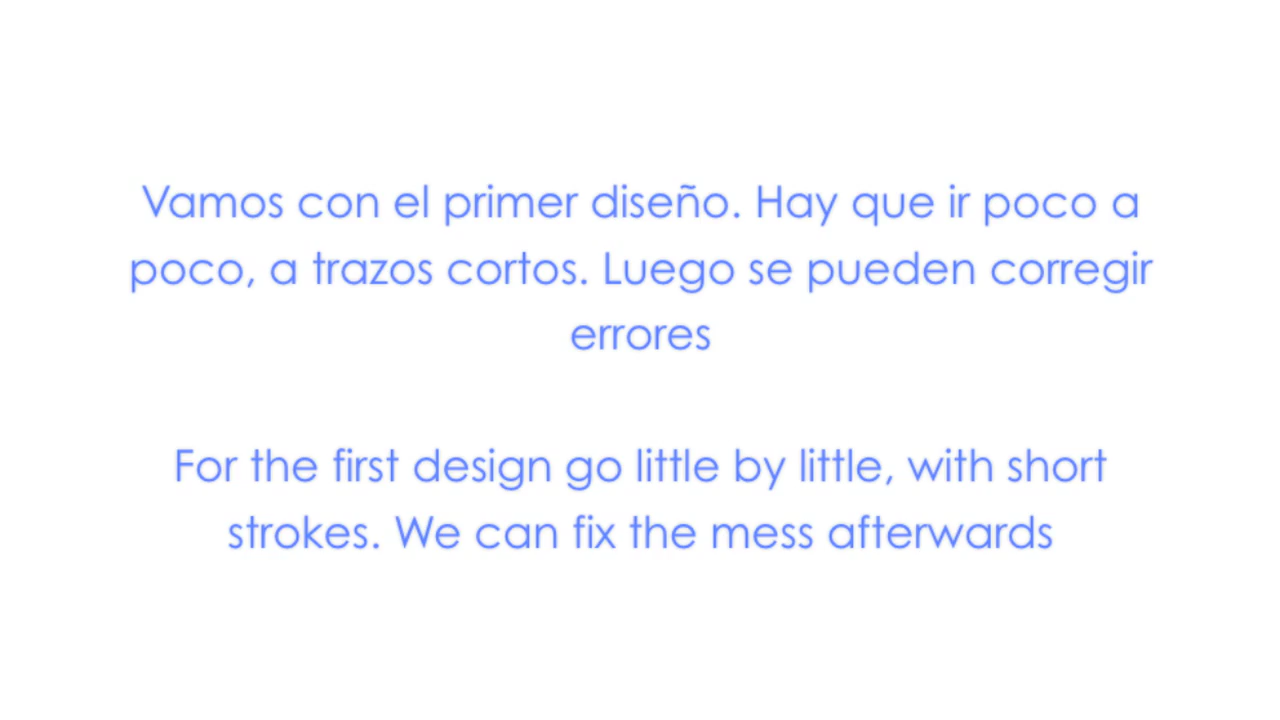 Vamos con el primer diseño. Hay que ir poco a
poco, a trazos cortos. Luego se pueden corregir
errores
For the first design go little by little, with short
strokes. We can fix the mess afterwards